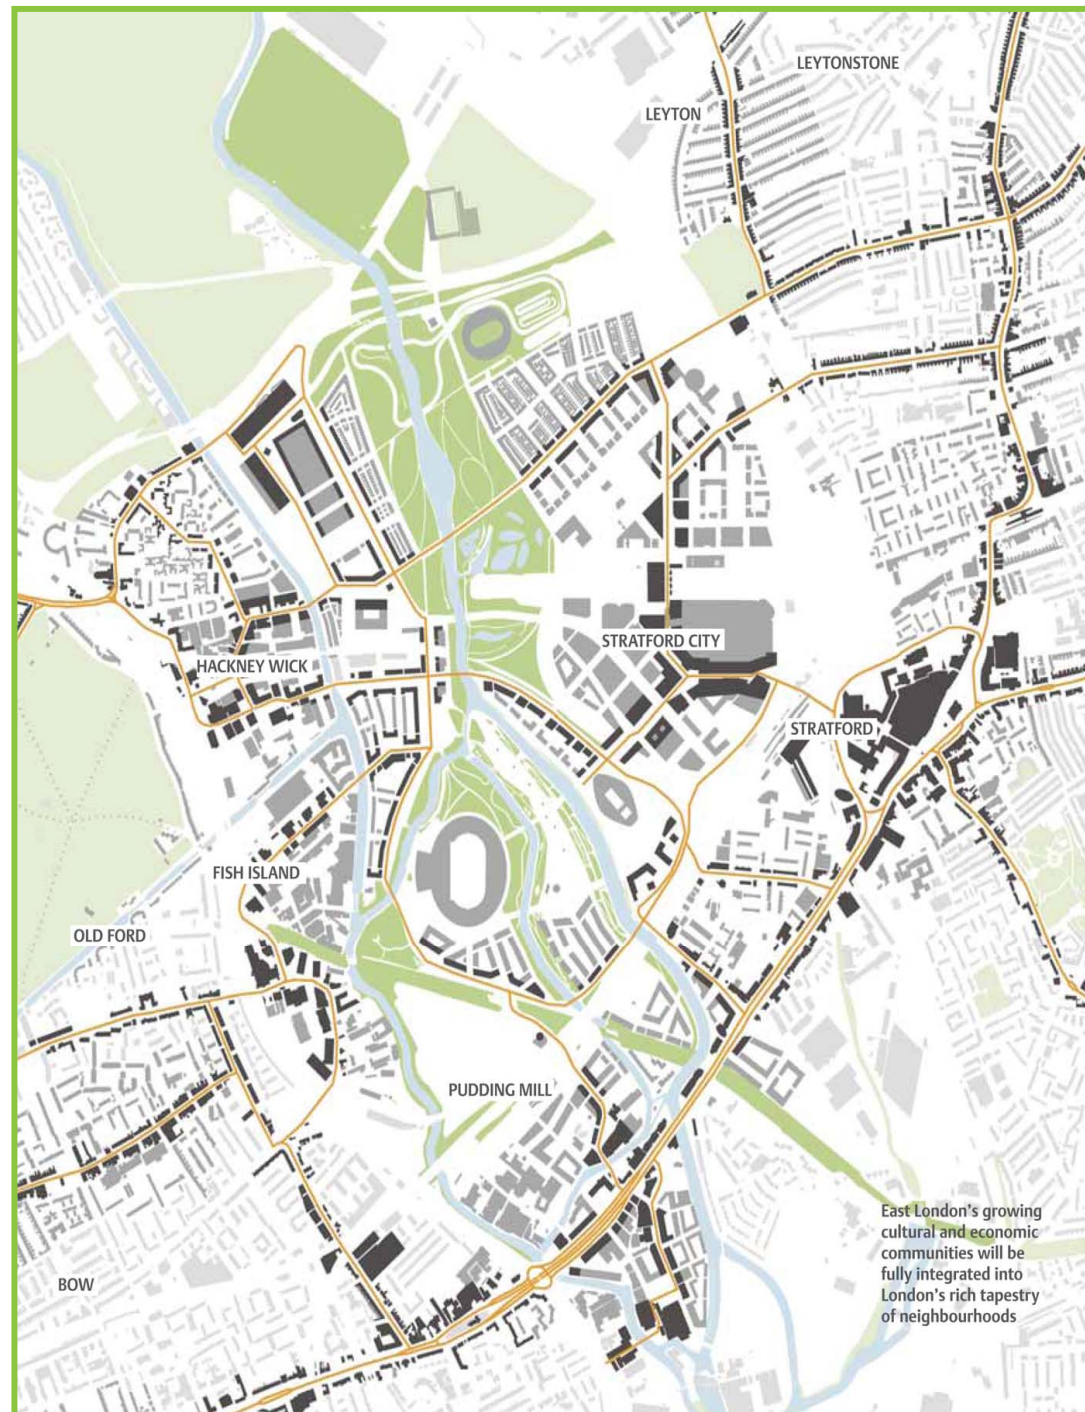 LEYTONSTONE
LEYTON
STRATFORD CITY
HACKNEY WICK
STRATFORD
FISH ISLAND
OLD FORD
PUDDING MILL
East London’s growing
cultural and economic
communities will be
fully integrated into
London’s rich tapestry
of neighbourhoods
BOW